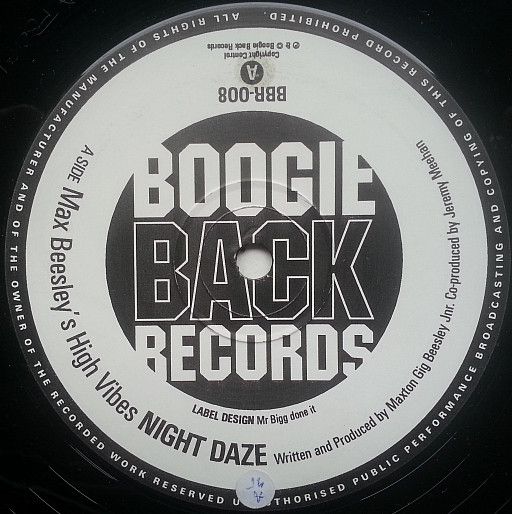 BOOGIE
BACK
RECORDS
LABEL DESIGN Mr Bigg done it
A SIDE Max Beesley's High Vibes NIGHT DAZE Written and Produced by Maxton Gig Beesley Jnr. Co-produced by Jeremy Meehan
BBR-008
A
Copyright Control
℗ & © Boogie Back Records
ALL RIGHTS OF THE MANUFACTURER AND OF THE OWNER OF THE RECORDED WORK RESERVED UNAUTHORISED PUBLIC PERFORMANCE BROADCASTING AND COPYING OF THIS RECORD PROHIBITED.